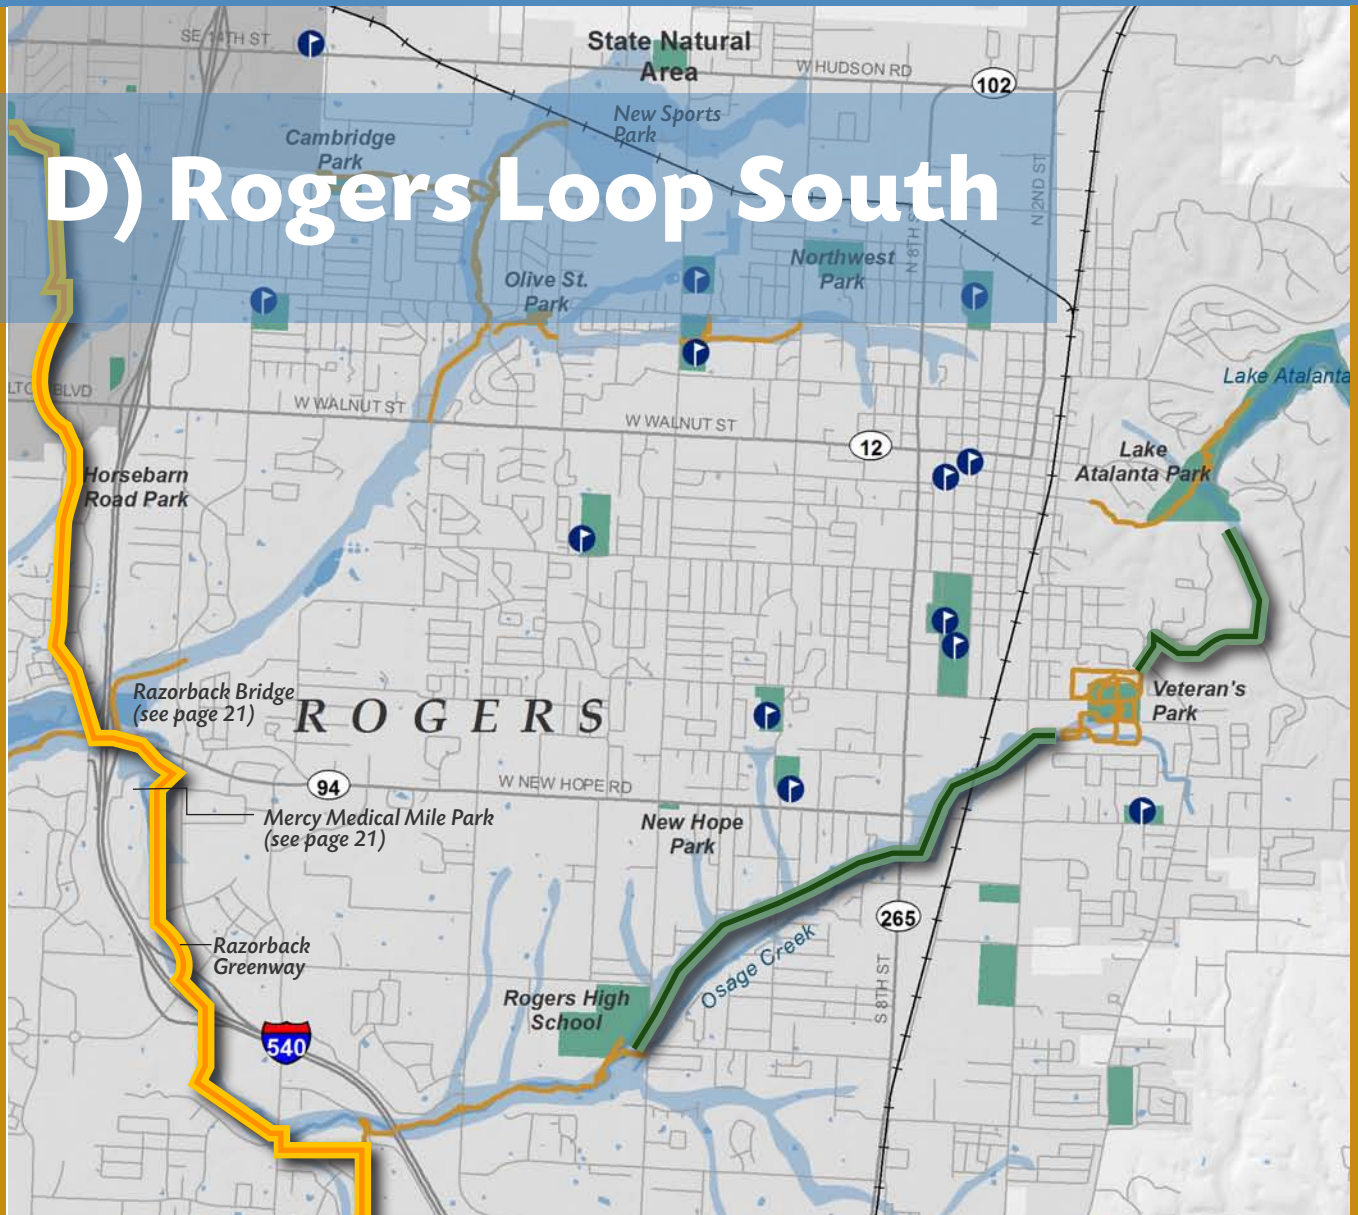 SE 14TH ST
State Natural
Area
W HUDSON RD
102
New Sports
Park
Cambridge
Park
D) Rogers Loop South
N 2ND ST
N 8TH S
Northwest
Park
Olive St.
Park
Lake Atalanta
BLVD
W WALNUT ST
W WALNUT ST
12
Lake
Atalanta Park
Horsebarn
Road Park
Razorback Bridge
(see page 21)
ROGERS
Veteran's
Park
94
W NEW HOPE RD
Mercy Medical Mile Park
(see page 21)
New Hope
Park
265
Razorback
Greenway
Osage Creek
S 8TH ST
Rogers High
School
540